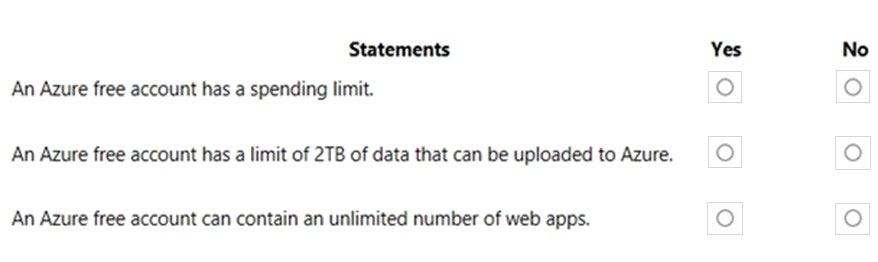 Statements Yes No
An Azure free account has a spending limit.
An Azure free account has a limit of 2TB of data that can be uploaded to Azure.
An Azure free account can contain an unlimited number of web apps.